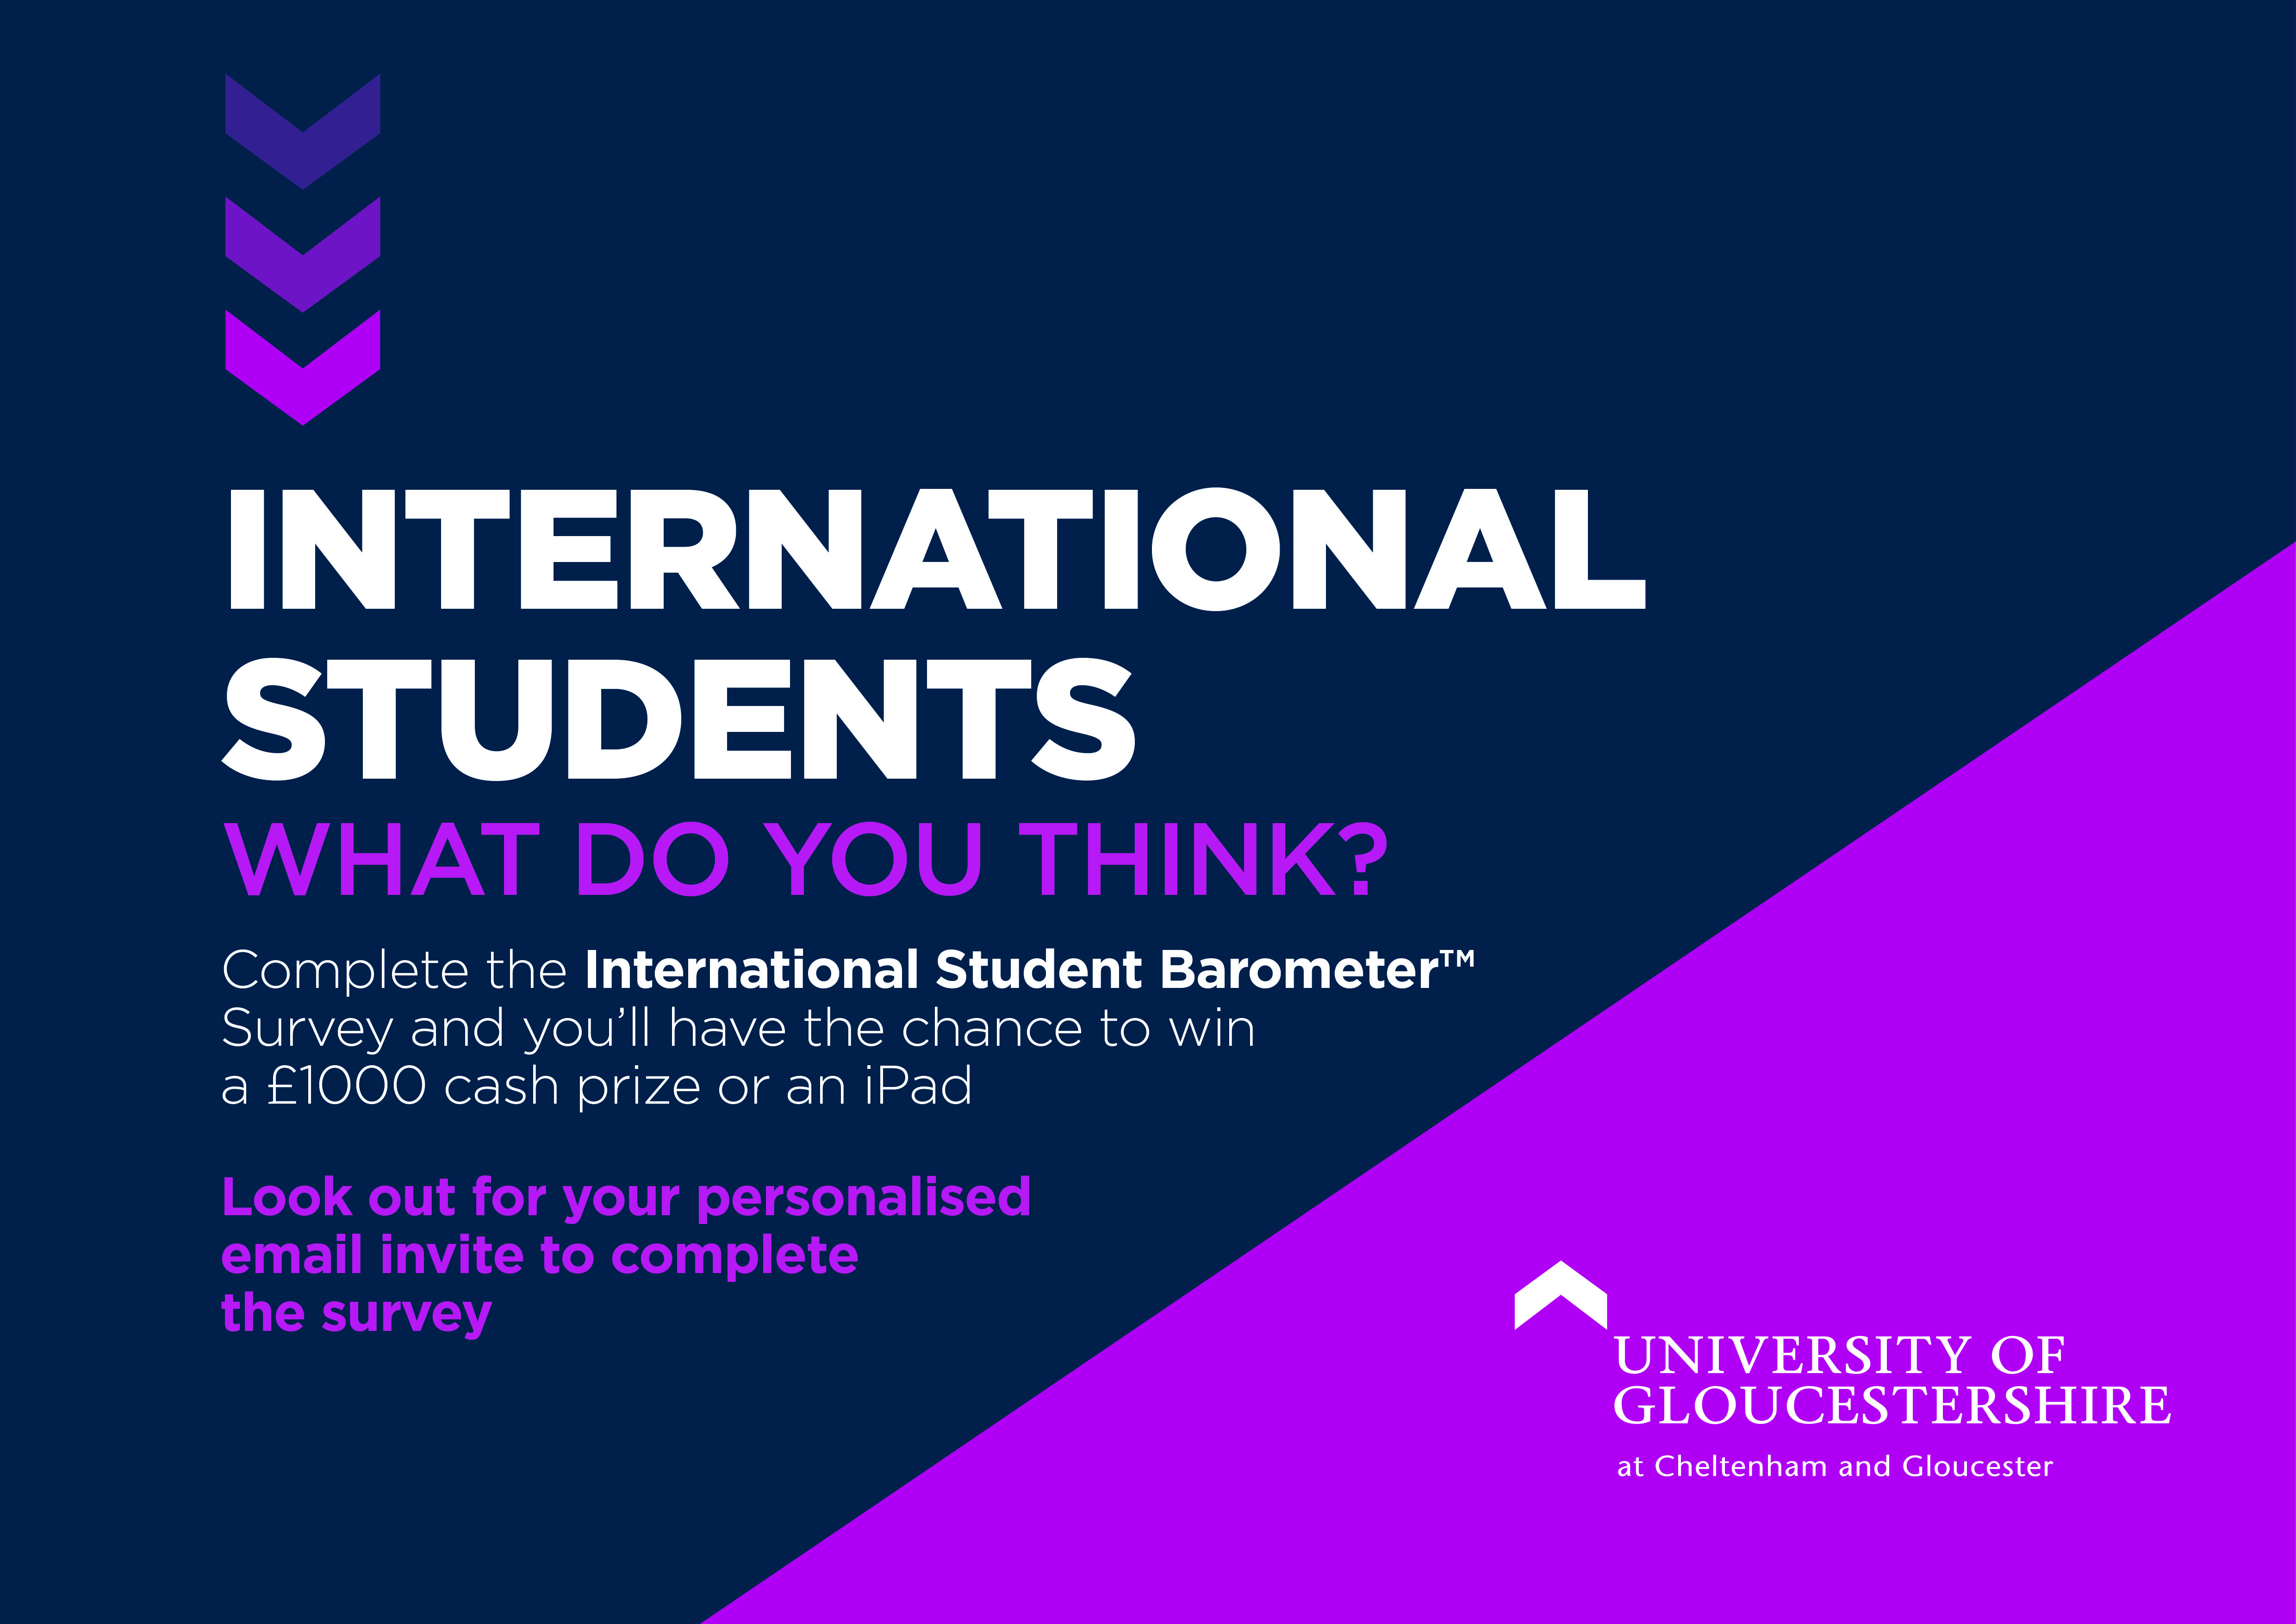 INTERNATIONAL
STUDENTS
WHAT DO YOU THINK?
Complete the International Student Barometer™
Survey and you’ll have the chance to win
a £1000 cash prize or an iPad
Look out for your personalised
email invite to complete
the survey
UNIVERSITY OF
GLOUCESTERSHIRE
at Cheltenham and Gloucester